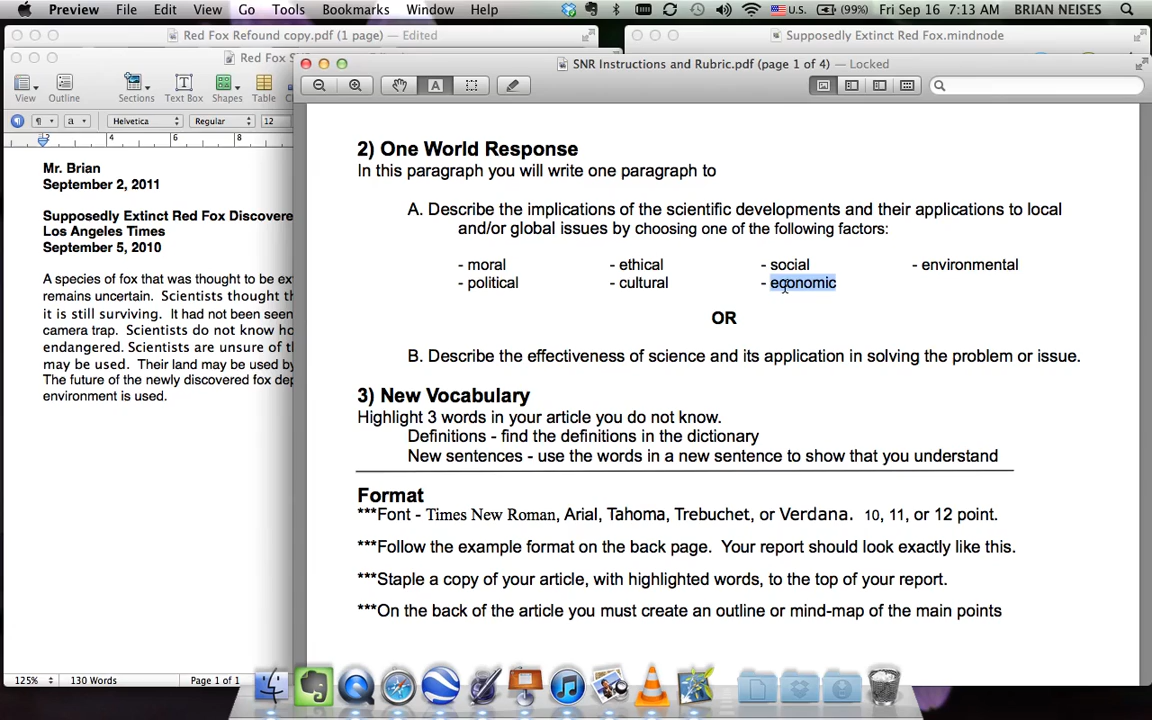 Preview File Edit View Go Tools Bookmarks Window Help U.S. (99%) Fri Sep 16 7:13 AM BRIAN NEISES
Red Fox Refound copy.pdf (1 page) – Edited
Supposedly Extinct Red Fox.mindnode
Red Fox
SNR Instructions and Rubric.pdf (page 1 of 4) — Locked
View Outline Sections Text Box Shapes Table
Helvetica Regular 12
2 4 6 8
Mr. Brian
September 2, 2011
Supposedly Extinct Red Fox Discovere
Los Angeles Times
September 5, 2010
A species of fox that was thought to be ex
remains uncertain. Scientists thought th
it is still surviving. It had not been seen
camera trap. Scientists do not know ho
endangered. Scientists are unsure of th
may be used. Their land may be used by
The future of the newly discovered fox dep
environment is used.
125% 130 Words Page 1 of 1
2) One World Response
In this paragraph you will write one paragraph to
A. Describe the implications of the scientific developments and their applications to local
and/or global issues by choosing one of the following factors:
- moral - ethical - social - environmental
- political - cultural - economic
OR
B. Describe the effectiveness of science and its application in solving the problem or issue.
3) New Vocabulary
Highlight 3 words in your article you do not know.
Definitions - find the definitions in the dictionary
New sentences - use the words in a new sentence to show that you understand
Format
***Font - Times New Roman, Arial, Tahoma, Trebuchet, or Verdana. 10, 11, or 12 point.
***Follow the example format on the back page. Your report should look exactly like this.
***Staple a copy of your article, with highlighted words, to the top of your report.
***On the back of the article you must create an outline or mind-map of the main points